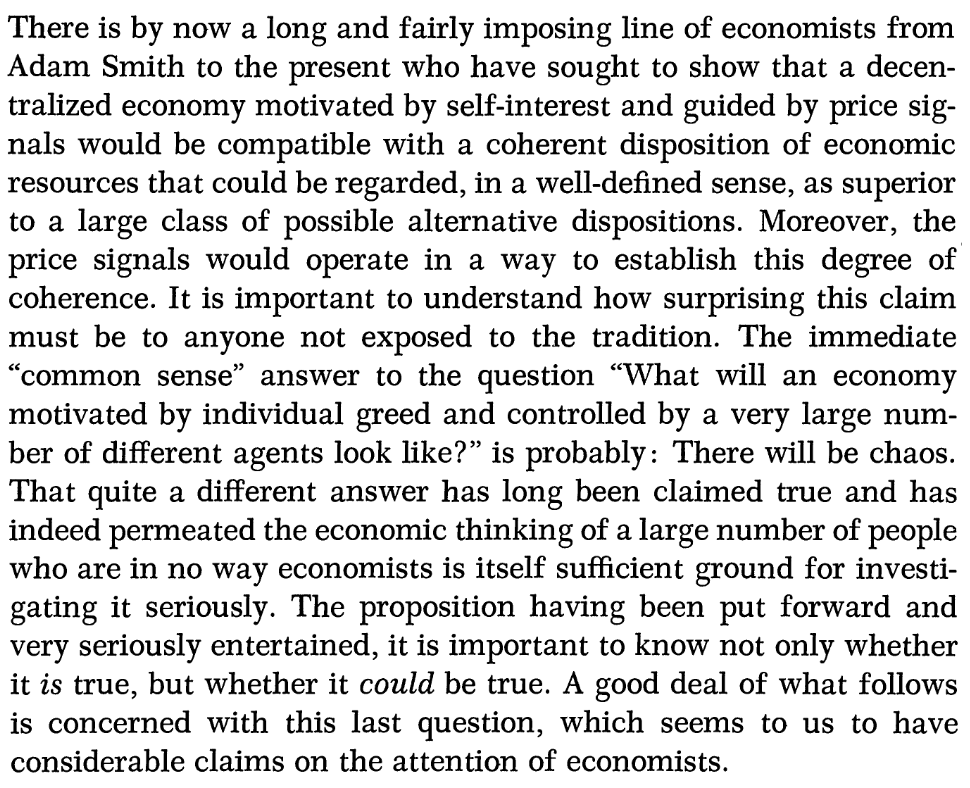 There is by now a long and fairly imposing line of economists from
Adam Smith to the present who have sought to show that a decen-
tralized economy motivated by self-interest and guided by price sig-
nals would be compatible with a coherent disposition of economic
resources that could be regarded, in a well-defined sense, as superior
to a large class of possible alternative dispositions. Moreover, the
price signals would operate in a way to establish this degree of
coherence. It is important to understand how surprising this claim
must be to anyone not exposed to the tradition. The immediate
“common sense” answer to the question “What will an economy
motivated by individual greed and controlled by a very large num-
ber of different agents look like?” is probably: There will be chaos.
That quite a different answer has long been claimed true and has
indeed permeated the economic thinking of a large number of people
who are in no way economists is itself sufficient ground for investi-
gating it seriously. The proposition having been put forward and
very seriously entertained, it is important to know not only whether
it is true, but whether it could be true. A good deal of what follows
is concerned with this last question, which seems to us to have
considerable claims on the attention of economists.